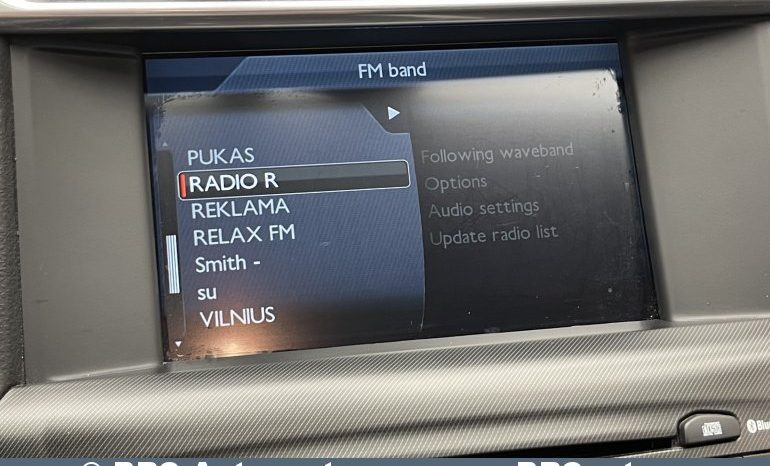 FM band
PUKAS
RADIO R
REKLAMA
RELAX FM
Smith -
su
VILNIUS
Following waveband
Options
Audio settings
Update radio list